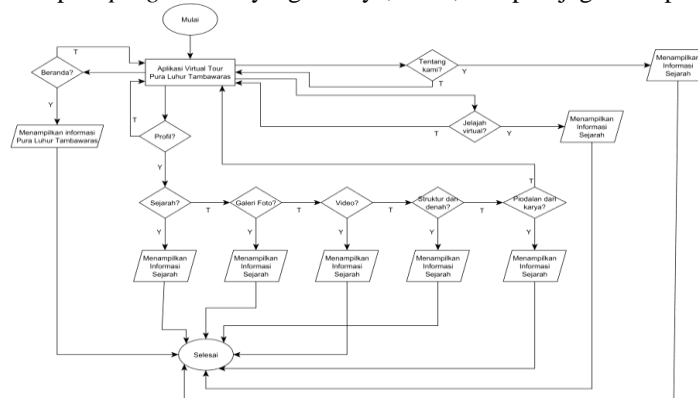 Mulai
T
Beranda?
Y
Aplikasi Virtual Tour
Pura Luhur Tambawaras
Tentang
kami?
Y
T
Menampilkan
Informasi
Sejarah
Menampilkan informasi
Pura Luhur Tambawaras
T
Profil?
Y
T
Jelajah
virtual?
Y
Menampilkan
Informasi
Sejarah
Sejarah?
T
Galeri Foto?
T
Video?
T
Struktur dan
denah?
T
Piodalan dan
karya?
T
Y
Y
Y
Y
Y
Menampilkan
Informasi
Sejarah
Menampilkan
Informasi
Sejarah
Menampilkan
Informasi
Sejarah
Menampilkan
Informasi
Sejarah
Menampilkan
Informasi
Sejarah
Selesai